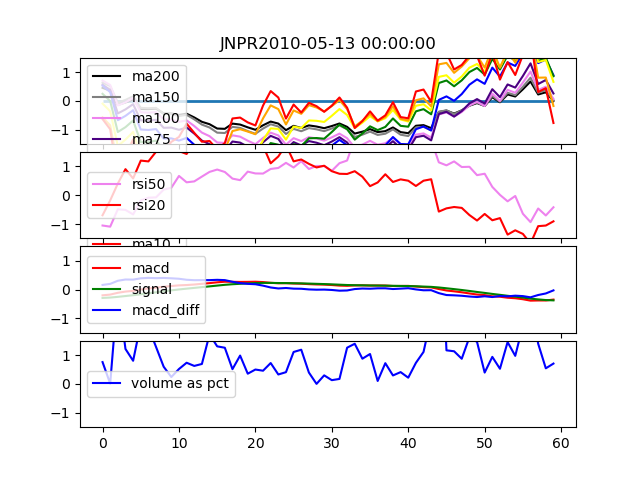 JNPR2010-05-13 00:00:00
1
0
−1
ma200
ma150
ma100
ma75
1
0
−1
rsi50
rsi20
ma10
1
0
−1
macd
signal
macd_diff
1
0
−1
volume as pct
0 10 20 30 40 50 60